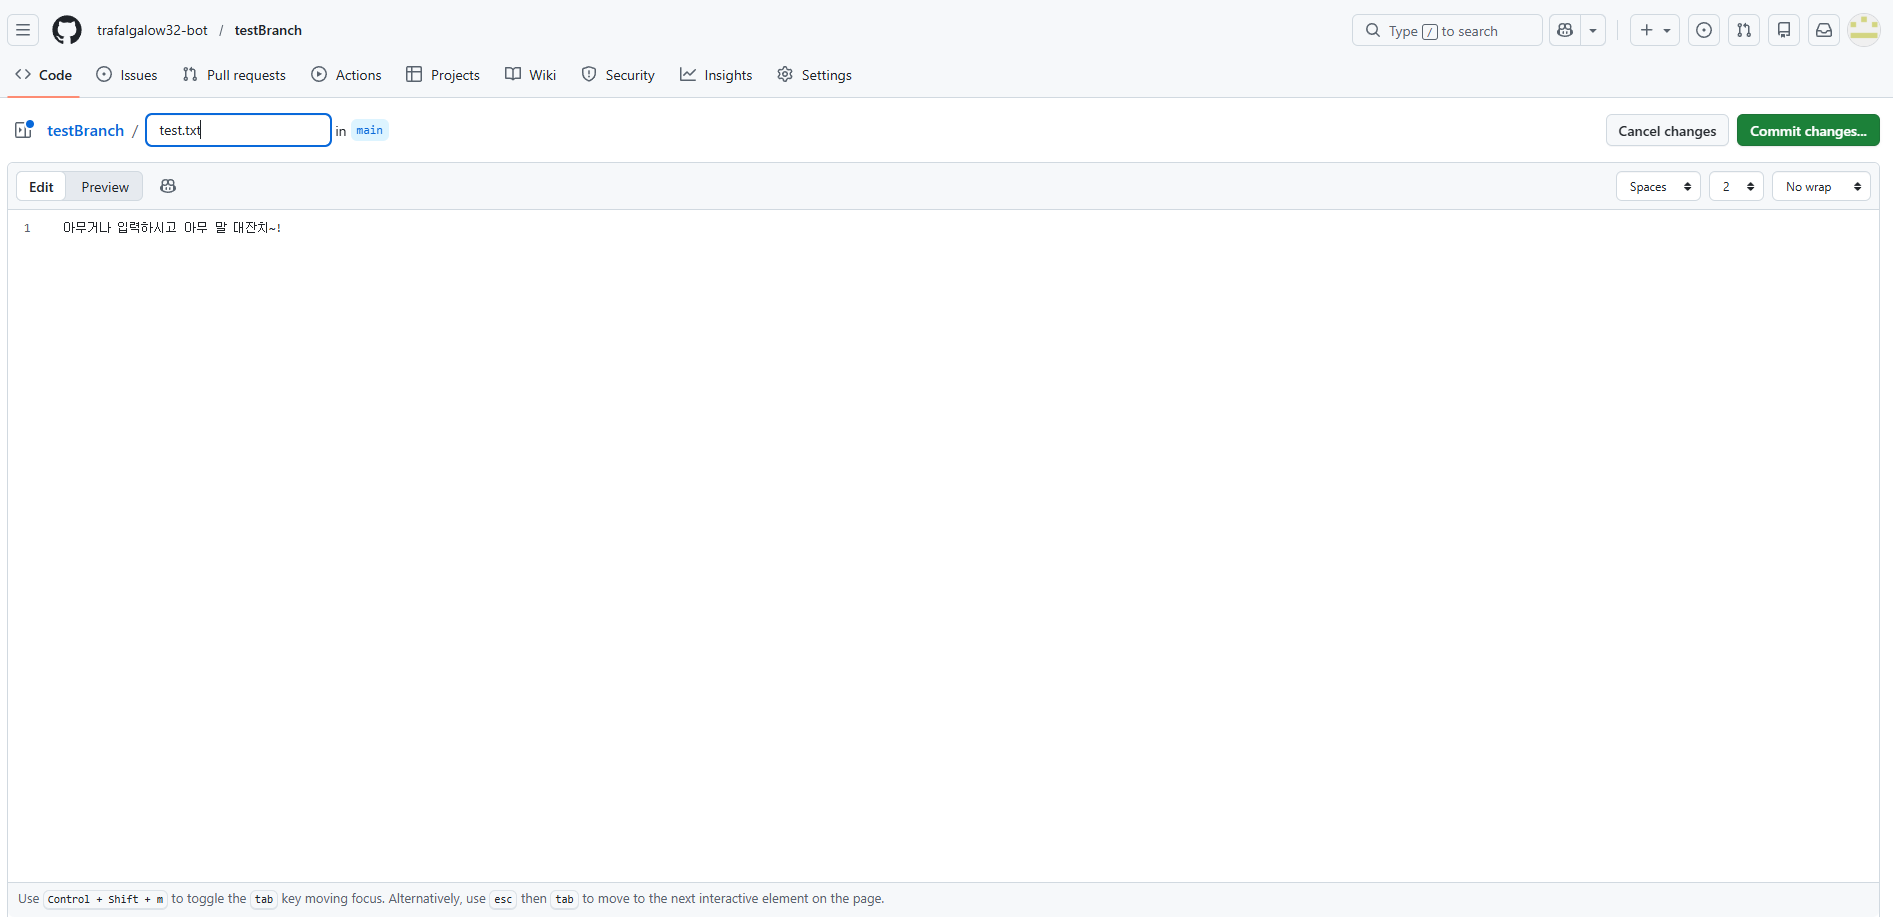 trafalgalow32-bot / testBranch
Type / to search
Code Issues Pull requests Actions Projects Wiki Security Insights Settings
testBranch / test.txt in main
Cancel changes Commit changes...
Edit Preview
Spaces 2 No wrap
1 아무거나 입력하시고 아무 말 대잔치~!
Use Control + Shift + m to toggle the tab key moving focus. Alternatively, use esc then tab to move to the next interactive element on the page.